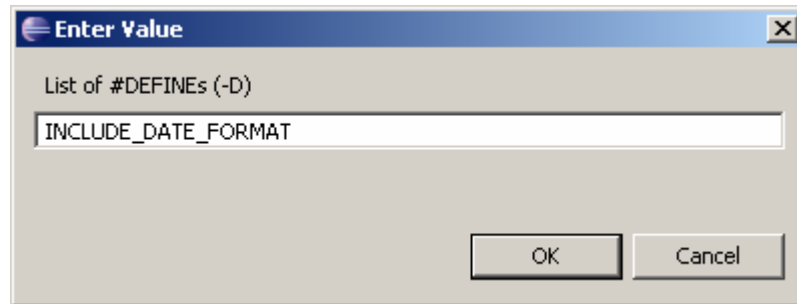 Enter Value
List of #DEFINEs (-D)
INCLUDE_DATE_FORMAT
OK Cancel